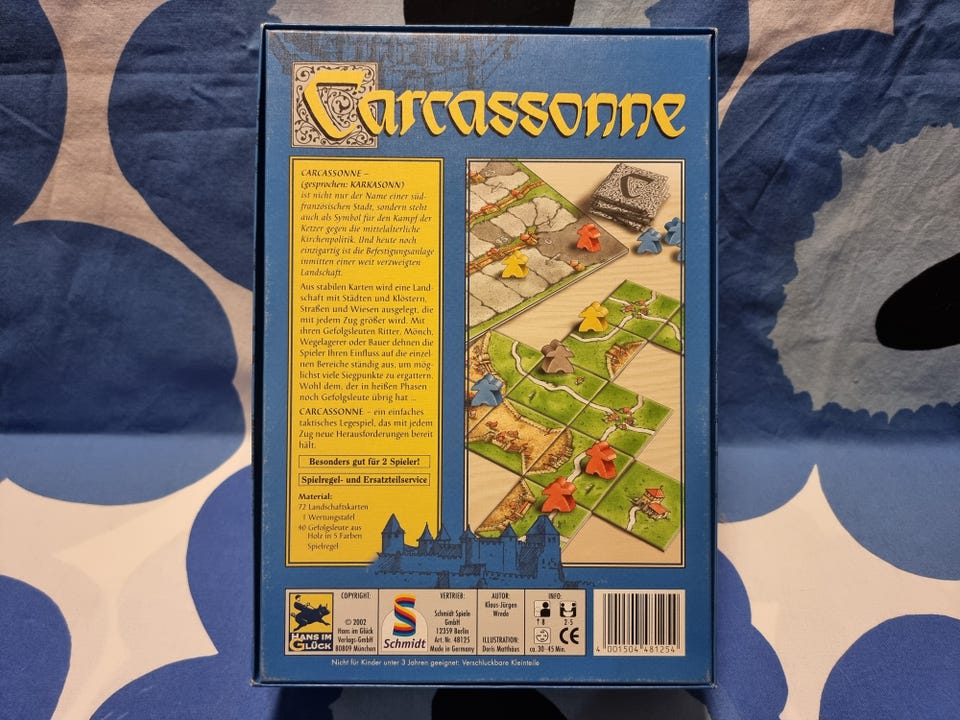 Carcassonne
CARCASSONNE –
(gesprochen: KARKASONN)
ist nicht nur der Name einer süd-
französischen Stadt, sondern steht
auch als Symbol für den Kampf der
Ketzer gegen die mittelalterliche
Kirchenpolitik. Und heute noch
einzigartig ist die Befestigungsanlage
inmitten einer weit verzweigten
Landschaft.
Aus stabilen Karten wird eine Land-
schaft mit Städten und Klöstern,
Straßen und Wiesen ausgelegt, die
mit jedem Zug größer wird. Mit
ihren Gefolgsleuten Ritter, Mönch,
Wegelagerer oder Bauer dehnen die
Spieler Ihren Einfluss auf die einzel-
nen Bereiche ständig aus, um mög-
lichst viele Siegpunkte zu ergattern.
Wohl dem, der in heißen Phasen
noch Gefolgsleute übrig hat ...
CARCASSONNE – ein einfaches
taktisches Legespiel, das mit jedem
Zug neue Herausforderungen bereit
hält.
Besonders gut für 2 Spieler!
Spielregel- und Ersatzteilservice
Material:
72 Landschaftskarten
1 Wertungstafel
40 Gefolgsleute aus
Holz in 5 Farben
Spielregel
C
HANS IM
GLÜCK
COPYRIGHT:
© 2002
Hans im Glück
Verlags-GmbH
80809 München
S
Schmidt
VERTRIEB:
Schmidt Spiele
GmbH
12359 Berlin
Art. Nr. 48125
Made in Germany
AUTOR:
Klaus-Jürgen
Wrede
ILLUSTRATION:
Doris Matthäus
INFO:
↑ 8
2-5
0-3
CE
ca. 30 - 45 Min.
4 001504 481254
Nicht für Kinder unter 3 Jahren geeignet: Verschluckbare Kleinteile